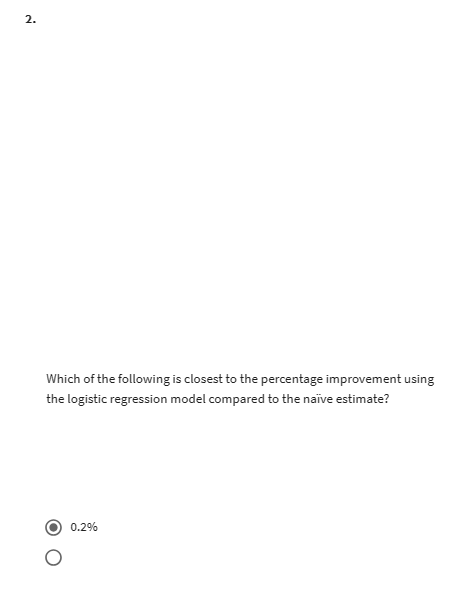 2.
Which of the following is closest to the percentage improvement using
the logistic regression model compared to the naïve estimate?
0.2%